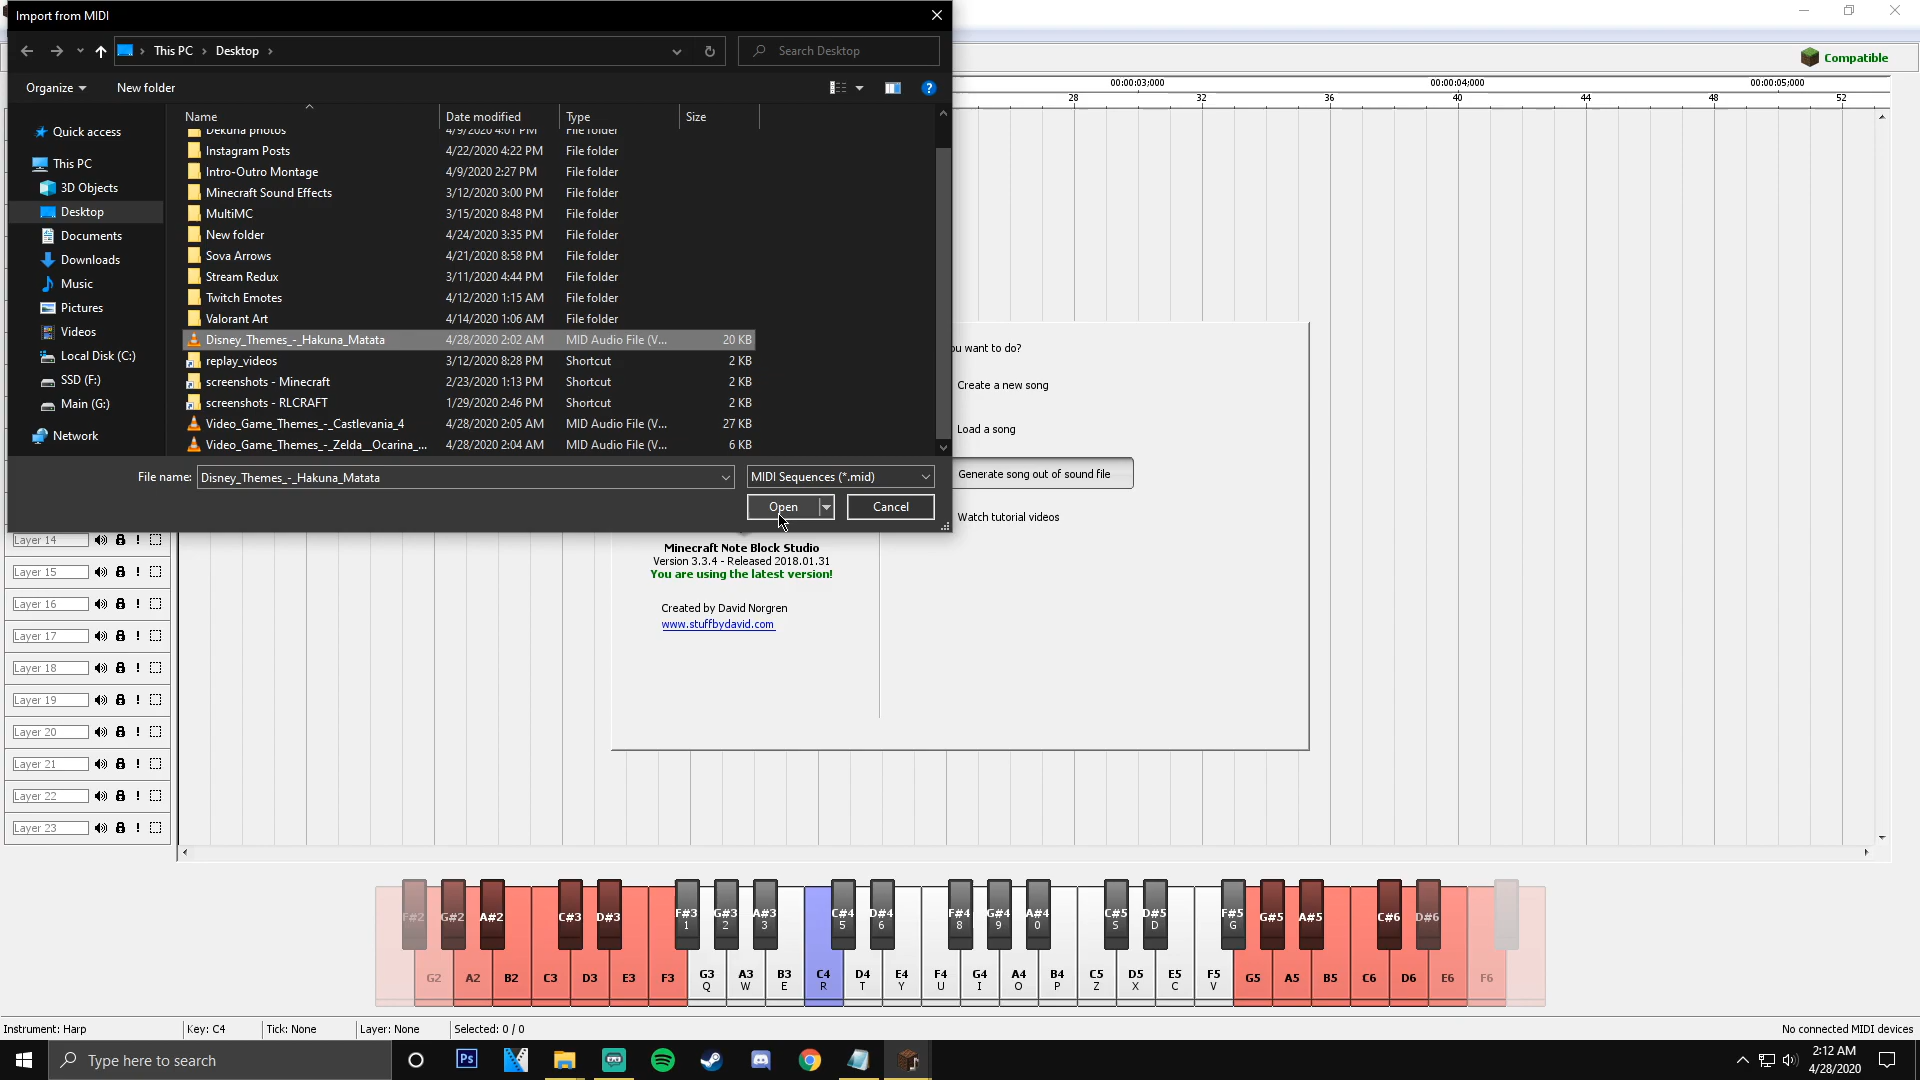 Import from MIDI
This PC
Desktop
Search Desktop
Compatible
Organize
New folder
00:00:03;000
00:00:04;000
00:00:05;000
28
32
36
40
44
48
52
Name
Date modified
Type
Size
Quick access
This PC
3D Objects
Desktop
Documents
Downloads
Music
Pictures
Videos
Local Disk (C:)
SSD (F:)
Main (G:)
Network
Dekuna photos 4/9/2020 4:01 PM File folder
Instagram Posts 4/22/2020 4:22 PM File folder
Intro-Outro Montage 4/9/2020 2:27 PM File folder
Minecraft Sound Effects 3/12/2020 3:00 PM File folder
MultiMC 3/15/2020 8:48 PM File folder
New folder 4/24/2020 3:35 PM File folder
Sova Arrows 4/21/2020 8:58 PM File folder
Stream Redux 3/11/2020 4:44 PM File folder
Twitch Emotes 4/12/2020 1:15 AM File folder
Valorant Art 4/14/2020 1:06 AM File folder
Disney_Themes_-_Hakuna_Matata 4/28/2020 2:02 AM MID Audio File (V... 20 KB
replay_videos 3/12/2020 8:28 PM Shortcut 2 KB
screenshots - Minecraft 2/23/2020 1:13 PM Shortcut 2 KB
screenshots - RLCRAFT 1/29/2020 2:46 PM Shortcut 2 KB
Video_Game_Themes_-_Castlevania_4 4/28/2020 2:05 AM MID Audio File (V... 27 KB
Video_Game_Themes_-_Zelda__Ocarina_... 4/28/2020 2:04 AM MID Audio File (V... 6 KB
File name: Disney_Themes_-_Hakuna_Matata
MIDI Sequences (*.mid)
Open
Cancel
ou want to do?
Create a new song
Load a song
Generate song out of sound file
Watch tutorial videos
Minecraft Note Block Studio
Version 3.3.4 - Released 2018.01.31
You are using the latest version!
Created by David Norgren
www.stuffbydavid.com
Layer 14
Layer 15
Layer 16
Layer 17
Layer 18
Layer 19
Layer 20
Layer 21
Layer 22
Layer 23
F#2 G#2 A#2 C#3 D#3 F#3 G#3 A#3 C#4 D#4 F#4 G#4 A#4 C#5 D#5 F#5 G#5 A#5 C#6 D#6
1 2 3 5 6 8 9 0 S D G
G2 A2 B2 C3 D3 E3 F3 G3 A3 B3 C4 D4 E4 F4 G4 A4 B4 C5 D5 E5 F5 G5 A5 B5 C6 D6 E6 F6
Q W E R T Y U I O P Z X C V
Instrument: Harp
Key: C4
Tick: None
Layer: None
Selected: 0 / 0
No connected MIDI devices
Type here to search
Ps
2:12 AM
4/28/2020